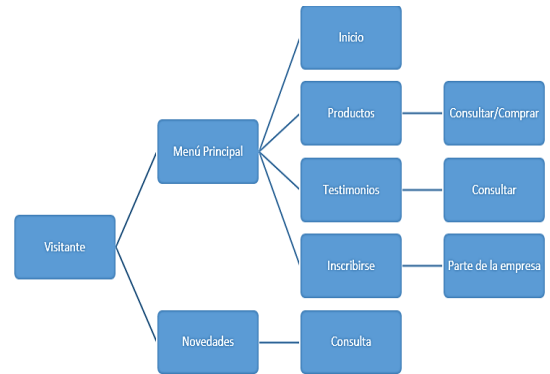 Inicio
Productos
Consultar/Comprar
Menú Principal
Testimonios
Consultar
Visitante
Inscribirse
Parte de la empresa
Novedades
Consulta